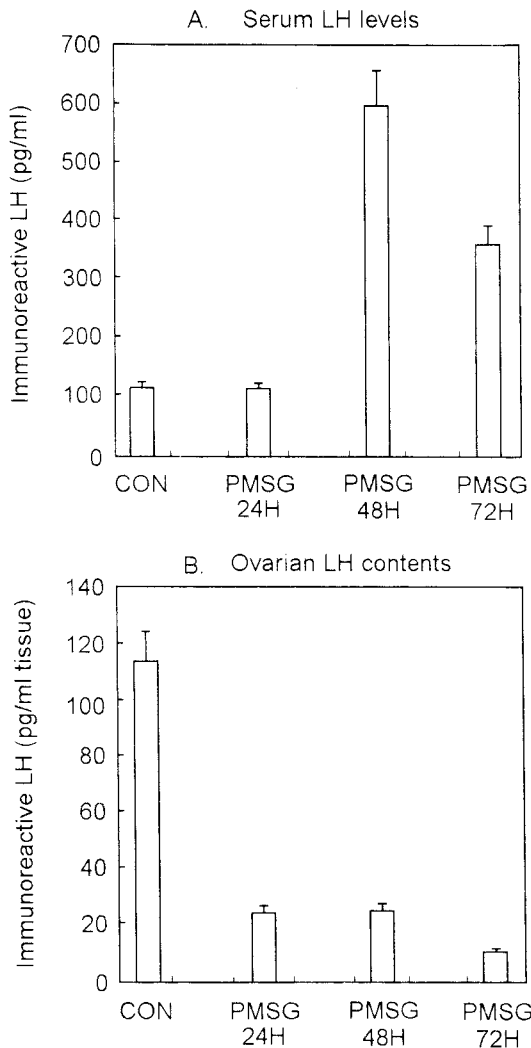 A. Serum LH levels
Immunoreactive LH (pg/ml)
700
600
500
400
300
200
100
0
CON
PMSG
24H
PMSG
48H
PMSG
72H
B. Ovarian LH contents
Immunoreactive LH (pg/ml tissue)
140
120
100
80
60
40
20
0
CON
PMSG
24H
PMSG
48H
PMSG
72H